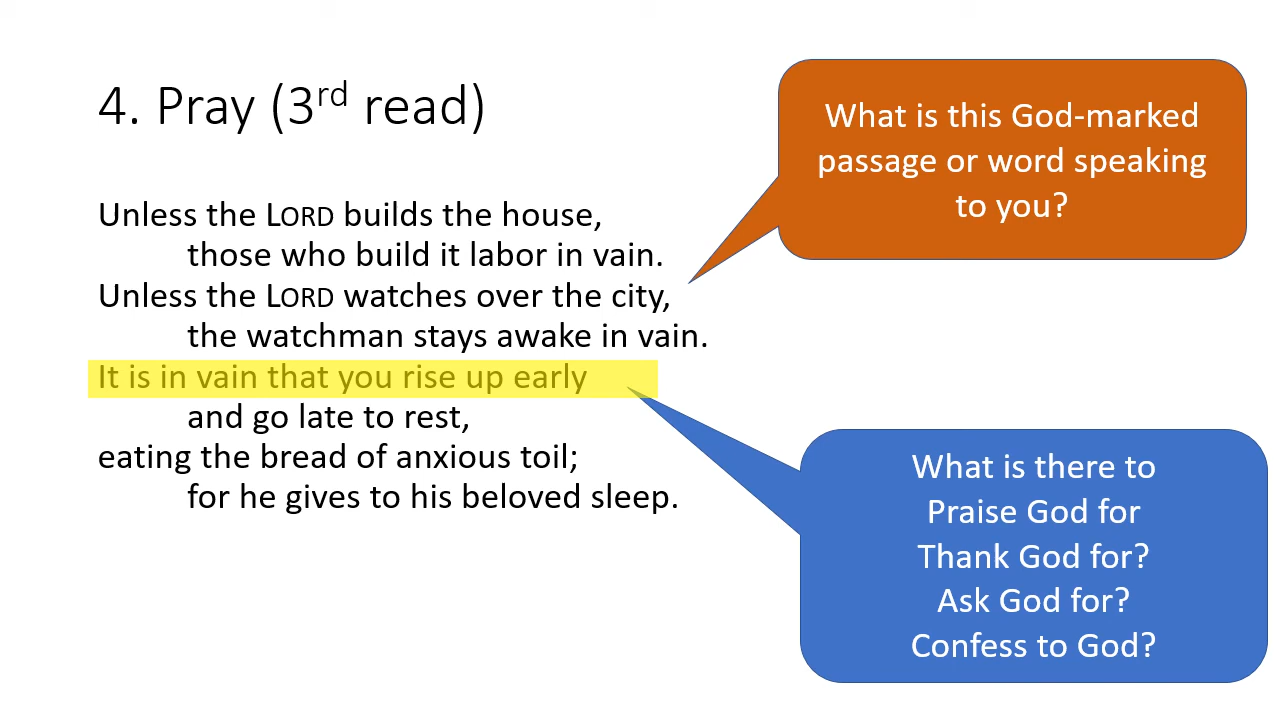 4. Pray (3rd read)
Unless the LORD builds the house,
those who build it labor in vain.
Unless the LORD watches over the city,
the watchman stays awake in vain.
It is in vain that you rise up early
and go late to rest,
eating the bread of anxious toil;
for he gives to his beloved sleep.
What is this God-marked
passage or word speaking
to you?
What is there to
Praise God for
Thank God for?
Ask God for?
Confess to God?